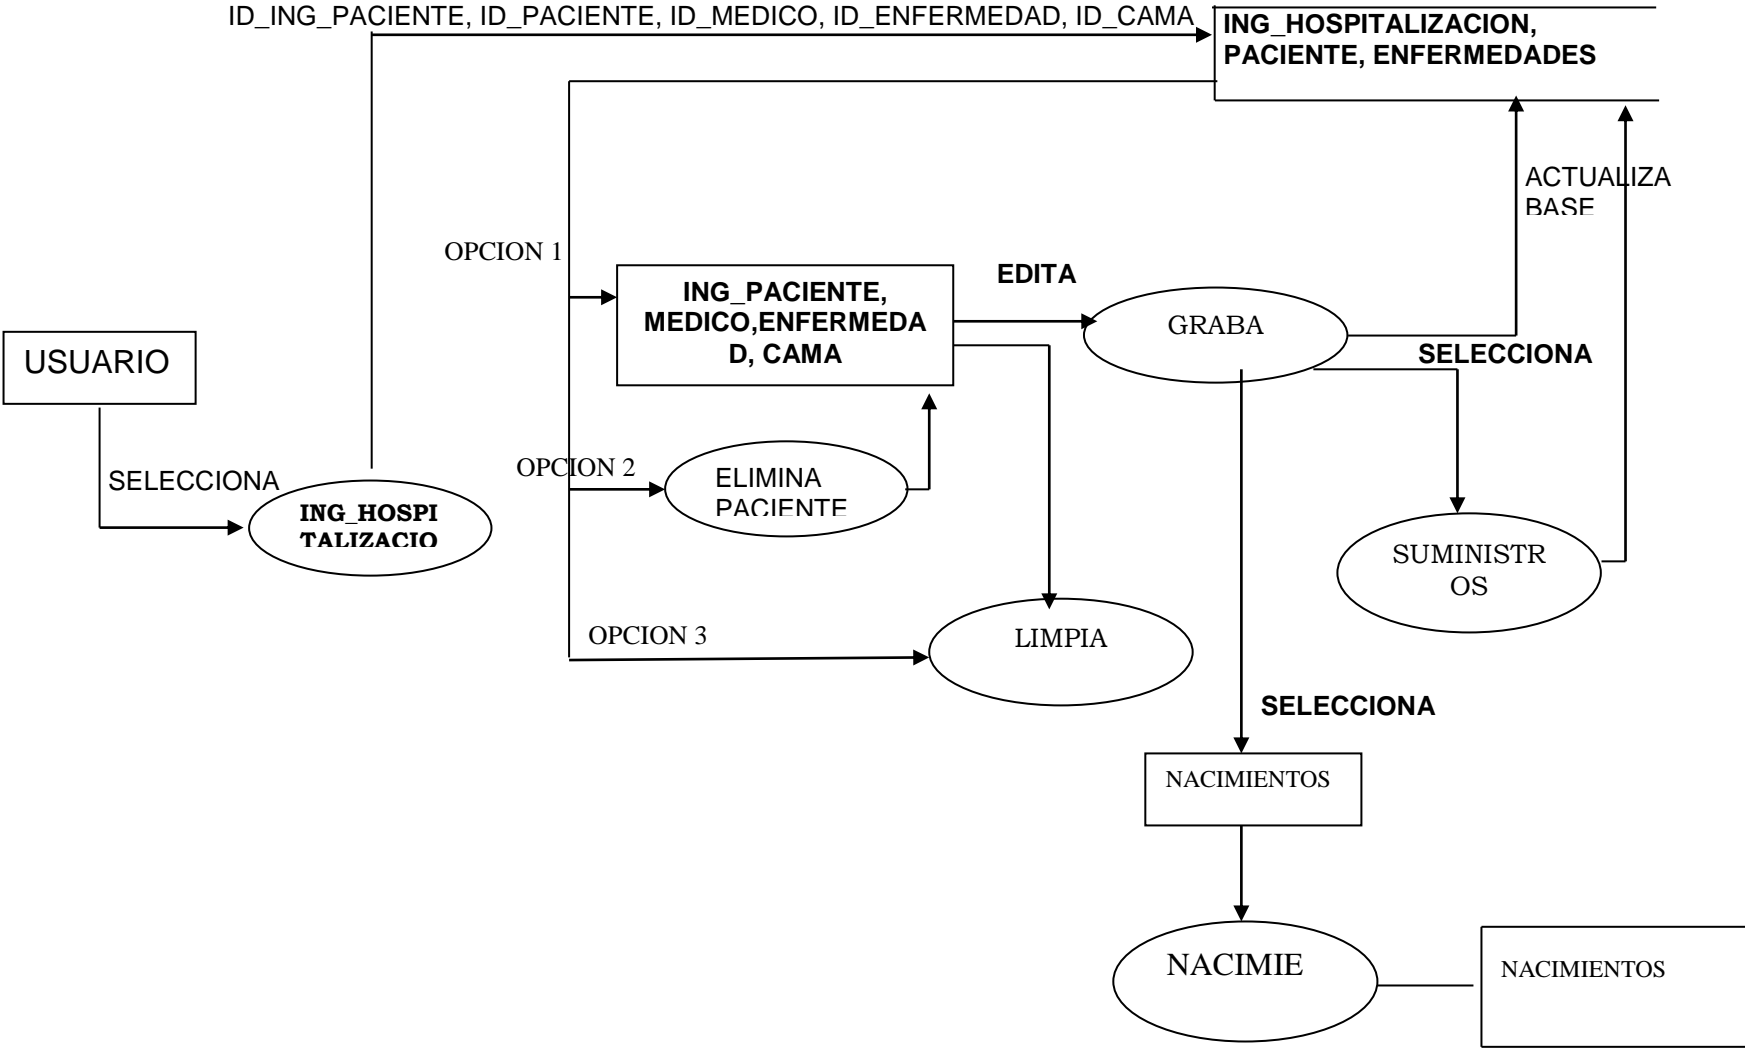 ID_ING_PACIENTE, ID_PACIENTE, ID_MEDICO, ID_ENFERMEDAD, ID_CAMA
ING_HOSPITALIZACION,
PACIENTE, ENFERMEDADES
ACTUALIZA
BASE
OPCION 1
ING_PACIENTE,
MEDICO,ENFERMEDA
D, CAMA
EDITA
GRABA
SELECCIONA
USUARIO
SELECCIONA
ING_HOSPI
TALIZACIO
OPCION 2
ELIMINA
PACIENTE
SUMINISTR
OS
OPCION 3
LIMPIA
SELECCIONA
NACIMIENTOS
NACIMIE
NACIMIENTOS